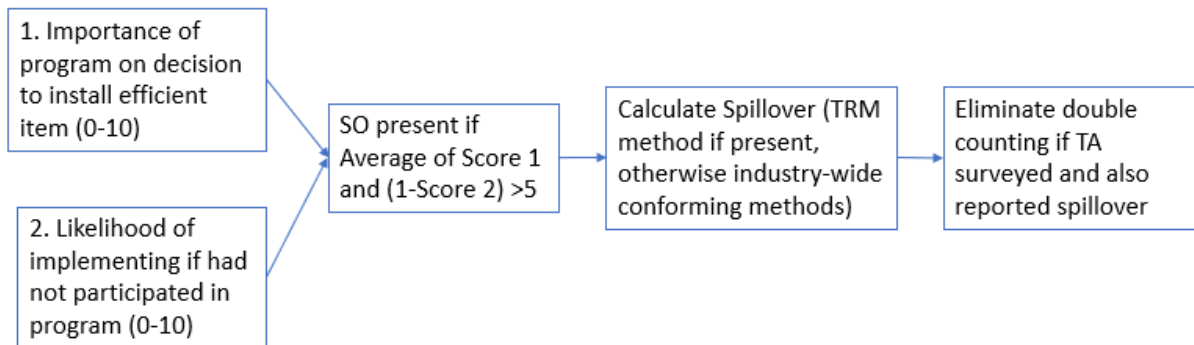 1. Importance of
program on decision
to install efficient
item (0-10)
2. Likelihood of
implementing if had
not participated in
program (0-10)
SO present if
Average of Score 1
and (1-Score 2) >5
Calculate Spillover (TRM
method if present,
otherwise industry-wide
conforming methods)
Eliminate double
counting if TA
surveyed and also
reported spillover